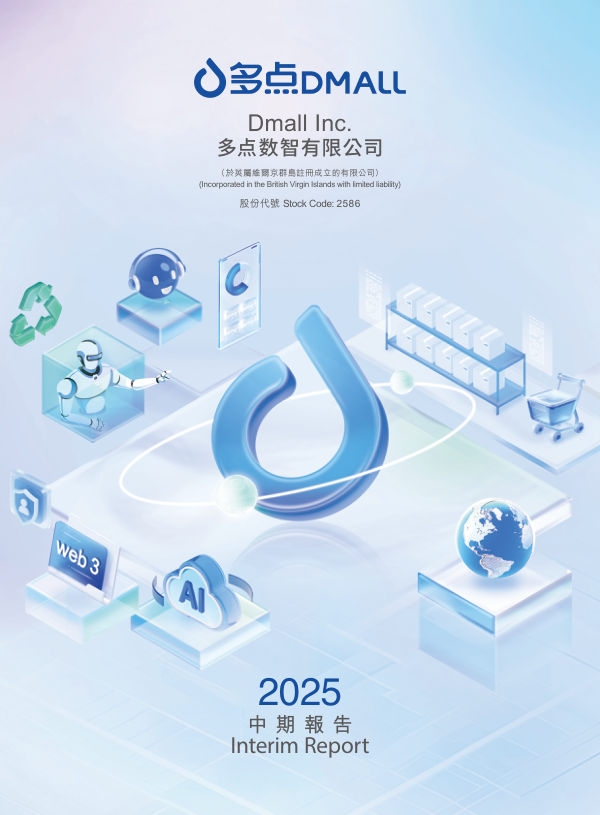 多点DMALL
Dmall Inc.
多点数智有限公司
（於英屬維爾京群島註冊成立的有限公司）
(Incorporated in the British Virgin Islands with limited liability)
股份代號 Stock Code: 2586
web 3
AI
2025
中期報告
Interim Report